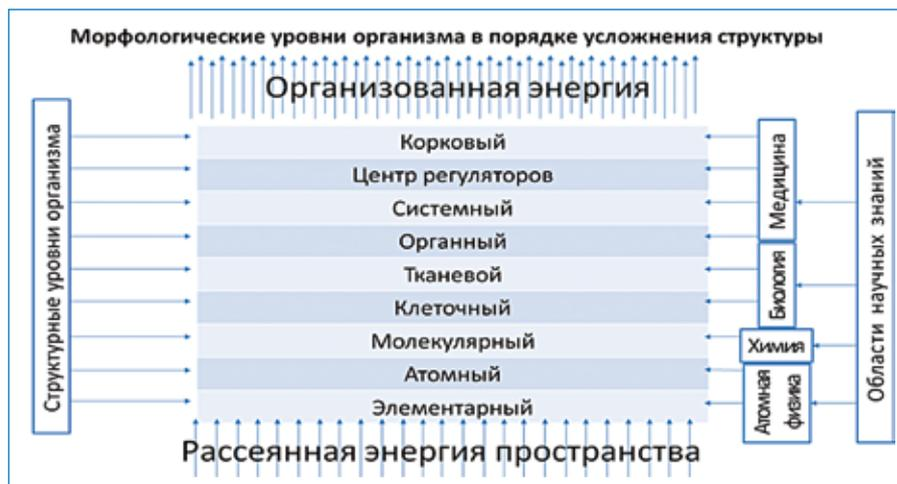 Морфологические уровни организма в порядке усложнения структуры
Организованная энергия
Структурные уровни организма
Корковый
Центр регуляторов
Системный
Органный
Тканевой
Клеточный
Молекулярный
Атомный
Элементарный
Медицина
Биология
Химия
Атомная
физика
Области научных знаний
Рассеянная энергия пространства